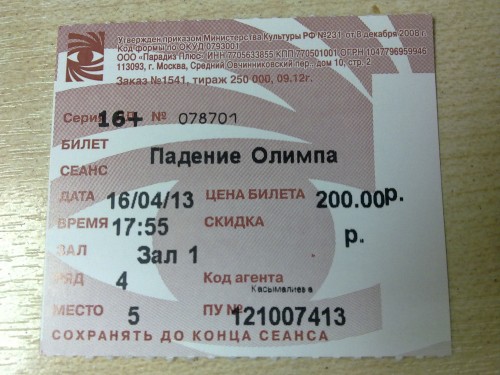 Утвержден приказом Министерства Культуры РФ №231 от 8 декабря 2008 г.
Код формы по ОКУД 0793001
ООО «Парадиз Плюс» ИНН 7705633855 КПП 770501001 ОГРН 1047796959946
113093, г. Москва, Средний Овчинниковский пер., дом 10, стр. 2
Заказ №1541, тираж 250 000, 09.12г.
Серия 16+ № 078701
БИЛЕТ
Падение Олимпа
СЕАНС
ДАТА 16/04/13 ЦЕНА БИЛЕТА 200.00р.
ВРЕМЯ 17:55 СКИДКА р.
ЗАЛ Зал 1
РЯД 4 Код агента
Касымалиева
МЕСТО 5 ПУ № 121007413
СОХРАНЯТЬ ДО КОНЦА СЕАНСА